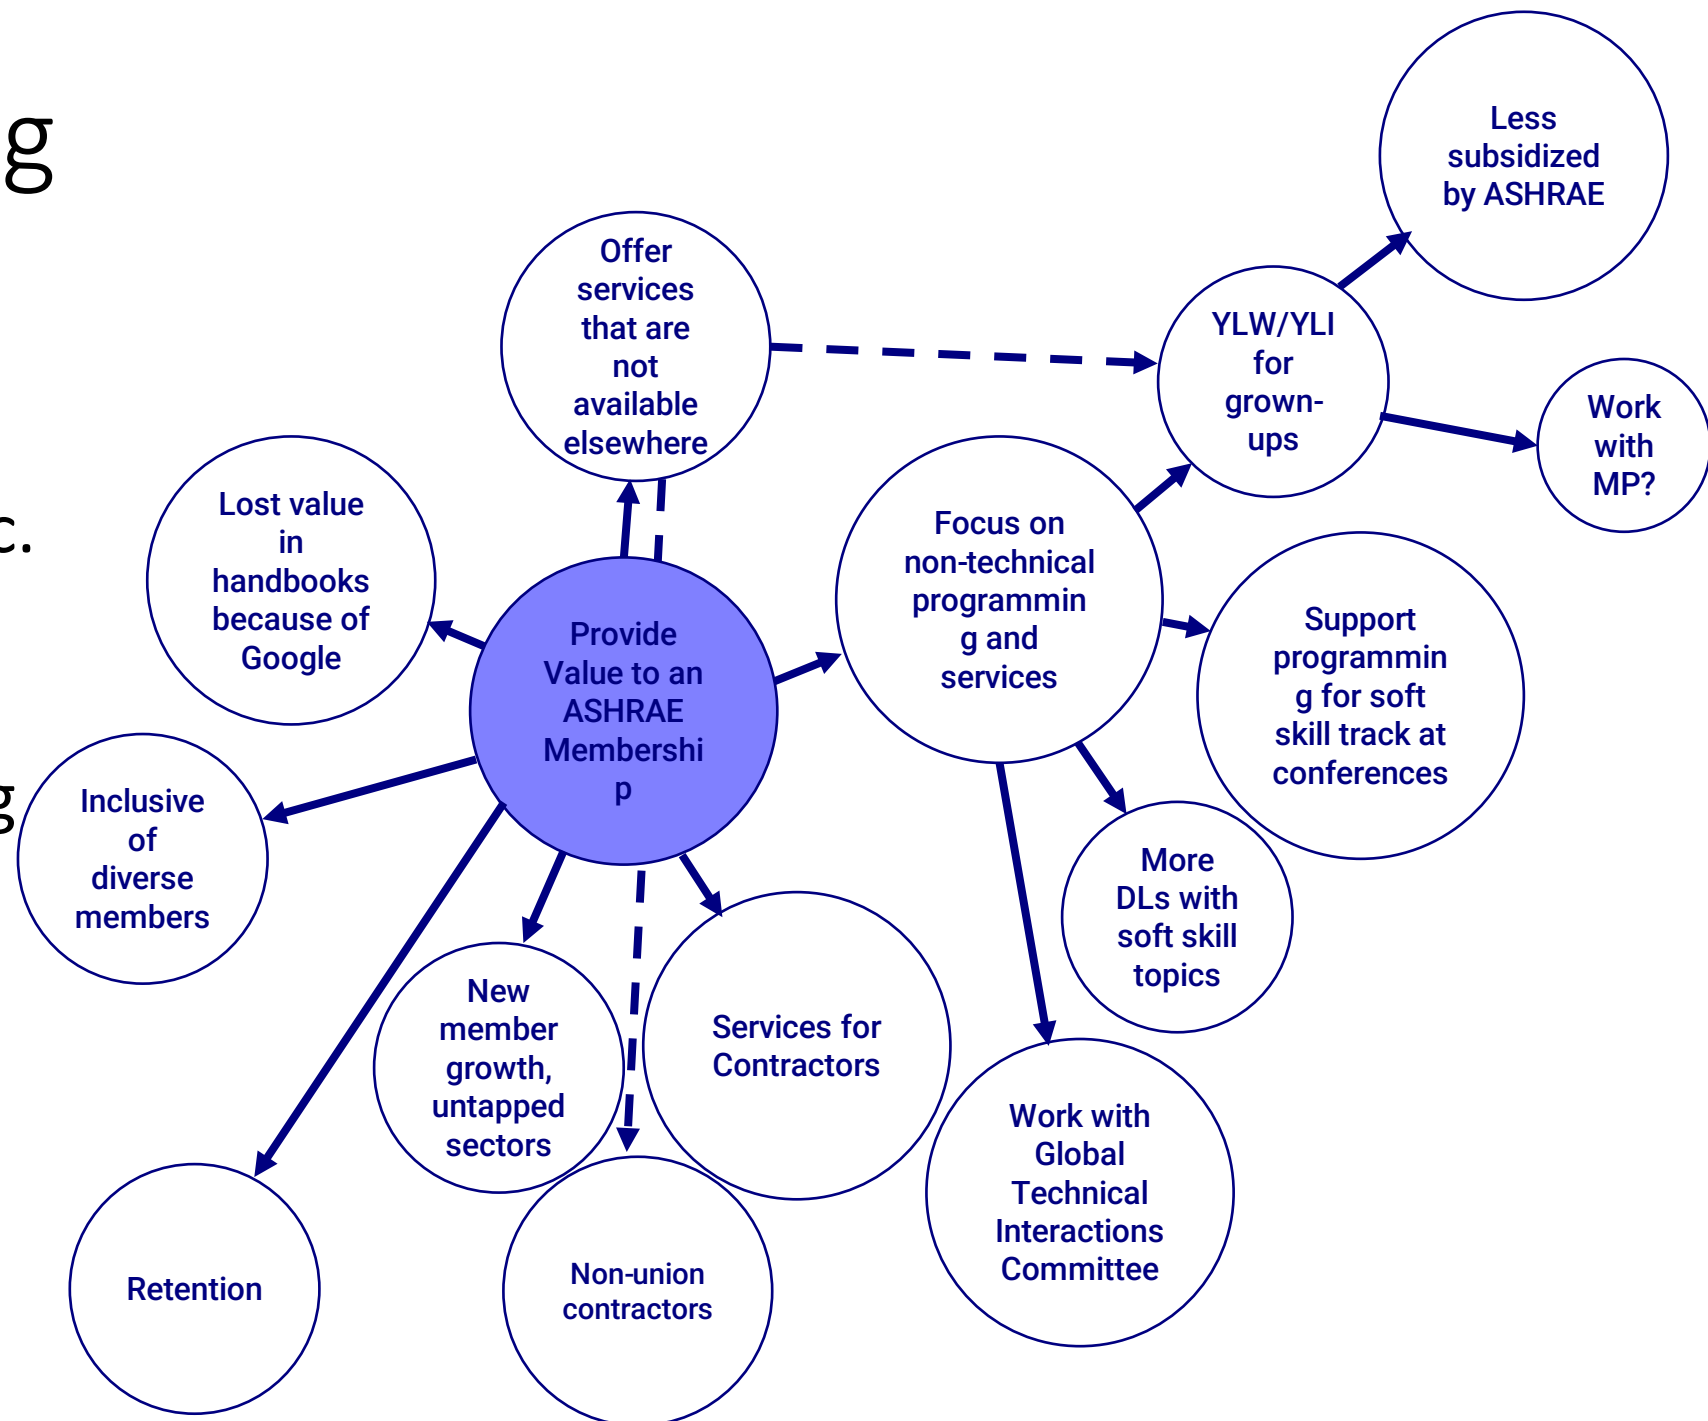 g
c.
g
Less
subsidized
by ASHRAE
Offer
services
that are
not
available
elsewhere
YLW/YLI
for
grown-
ups
Work
with
MP?
Lost value
in
handbooks
because of
Google
Focus on
non-technical
programmin
g and
services
Provide
Value to an
ASHRAE
Membershi
p
Support
programmin
g for soft
skill track at
conferences
Inclusive
of
diverse
members
More
DLs with
soft skill
topics
New
member
growth,
untapped
sectors
Services for
Contractors
Work with
Global
Technical
Interactions
Committee
Retention
Non-union
contractors